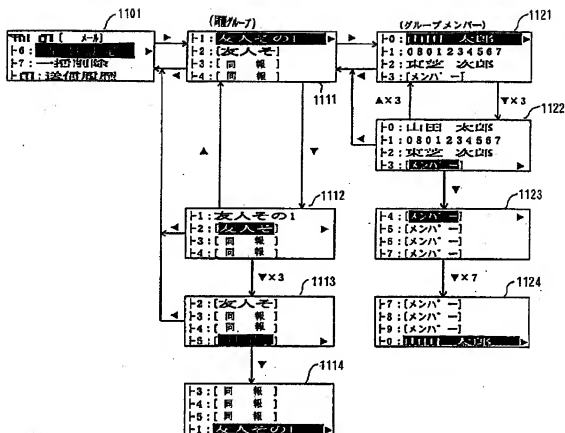 1101
メール]
├7:一括削除
送信履歴
(同報グループ)
├1:友人その1
├2:[友人そ]
├3:[同 報]
├4:[同 報]
1111
(グループメンバー)
├0:山田 太郎
├1:0801234567
├2:東芝 次郎
├3:[メンバー]
1121
▲×3
▼×3
├0:山田 太郎
├1:0801234567
├2:東芝 次郎
├3:[メンバー]
1122
▲
▼
├1:友人その1
├2:[友人そ]
├3:[同 報]
├4:[同 報]
1112
▼
├4:[メンバー]
├5:[メンバー]
├6:[メンバー]
├7:[メンバー]
1123
▼×3
├2:[友人そ]
├3:[同 報]
├4:[同 報]
├5:
1113
▼×7
├7:[メンバー]
├8:[メンバー]
├9:[メンバー]
├0:山田 太郎
1124
▼
├3:[同 報]
├4:[同 報]
├5:[同 報]
├1:友人その1
1114